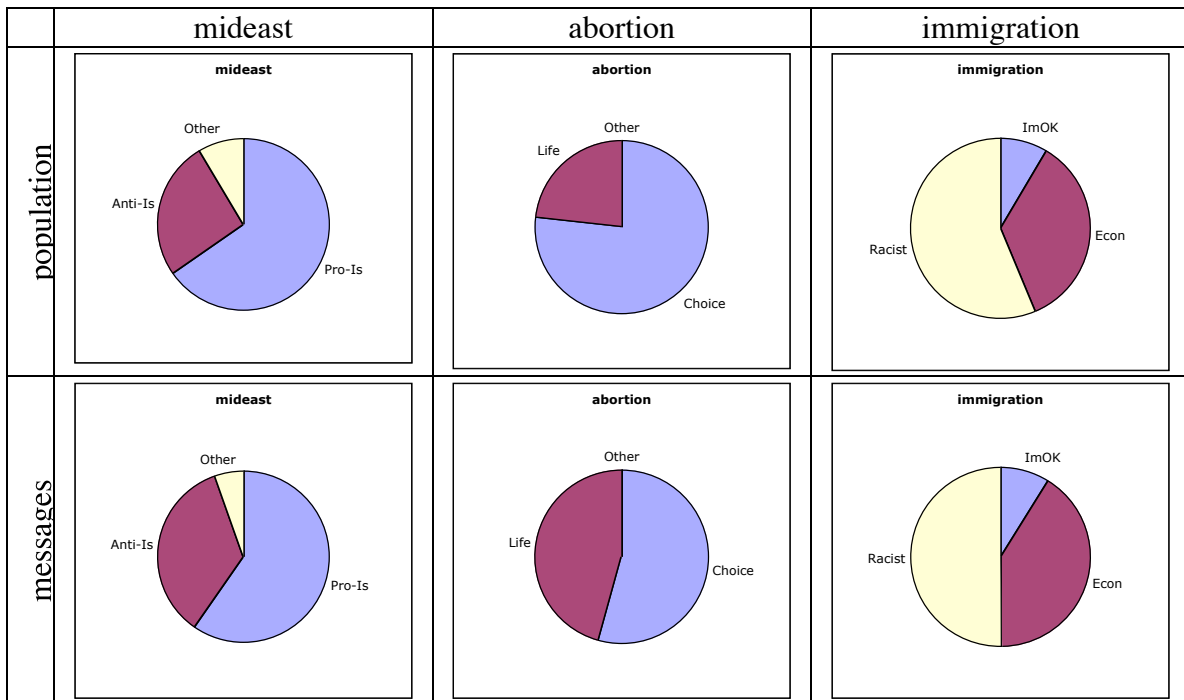 mideast abortion immigration
population
mideast
Other
Anti-Is
Pro-Is
abortion
Other
Life
Choice
immigration
ImOK
Racist
Econ
messages
mideast
Other
Anti-Is
Pro-Is
abortion
Other
Life
Choice
immigration
ImOK
Racist
Econ